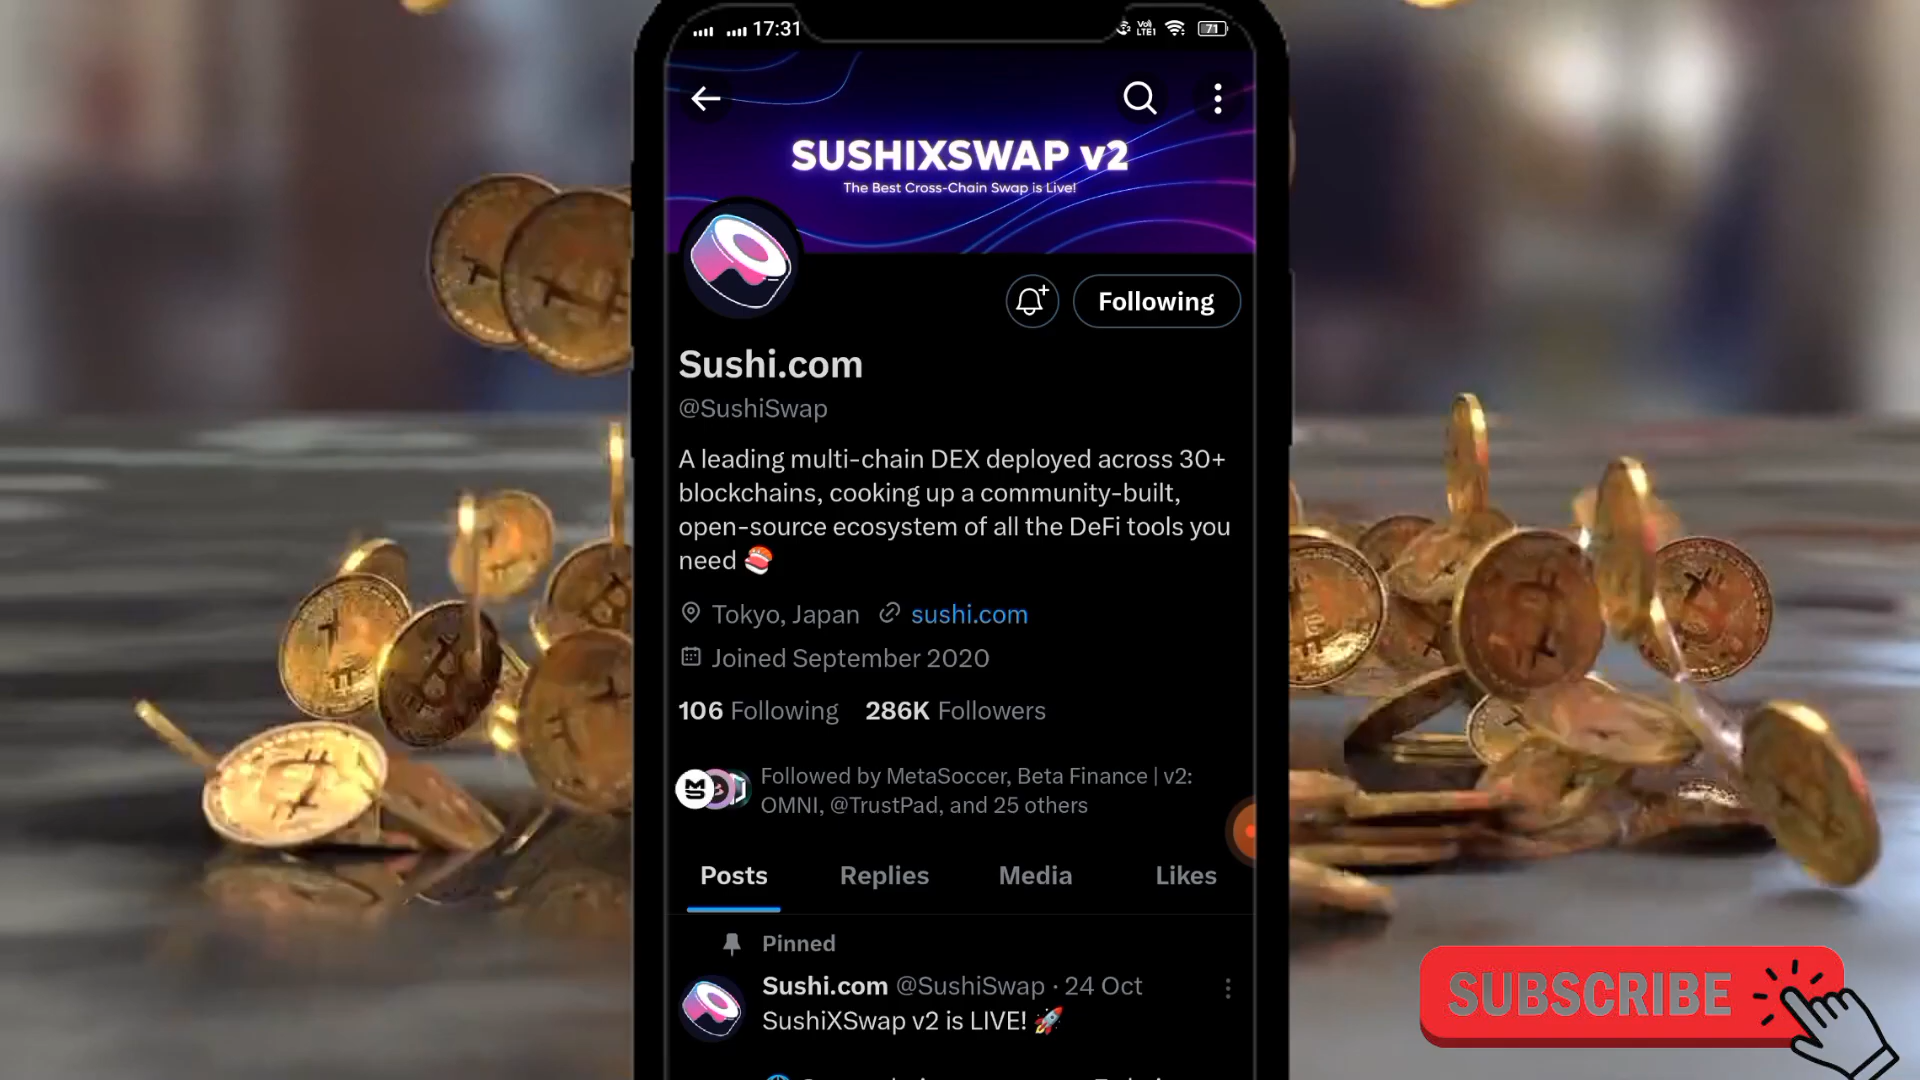 17:31
Vo)
LTE1
71
SUSHIXSWAP v2
The Best Cross-Chain Swap is Live!
Following
Sushi.com
@SushiSwap
A leading multi-chain DEX deployed across 30+
blockchains, cooking up a community-built,
open-source ecosystem of all the DeFi tools you
need 🍣
Tokyo, Japan sushi.com
Joined September 2020
106 Following 286K Followers
Followed by MetaSoccer, Beta Finance | v2:
OMNI, @TrustPad, and 25 others
Posts Replies Media Likes
Pinned
Sushi.com @SushiSwap · 24 Oct
SushiXSwap v2 is LIVE! 🚀
SUBSCRIBE